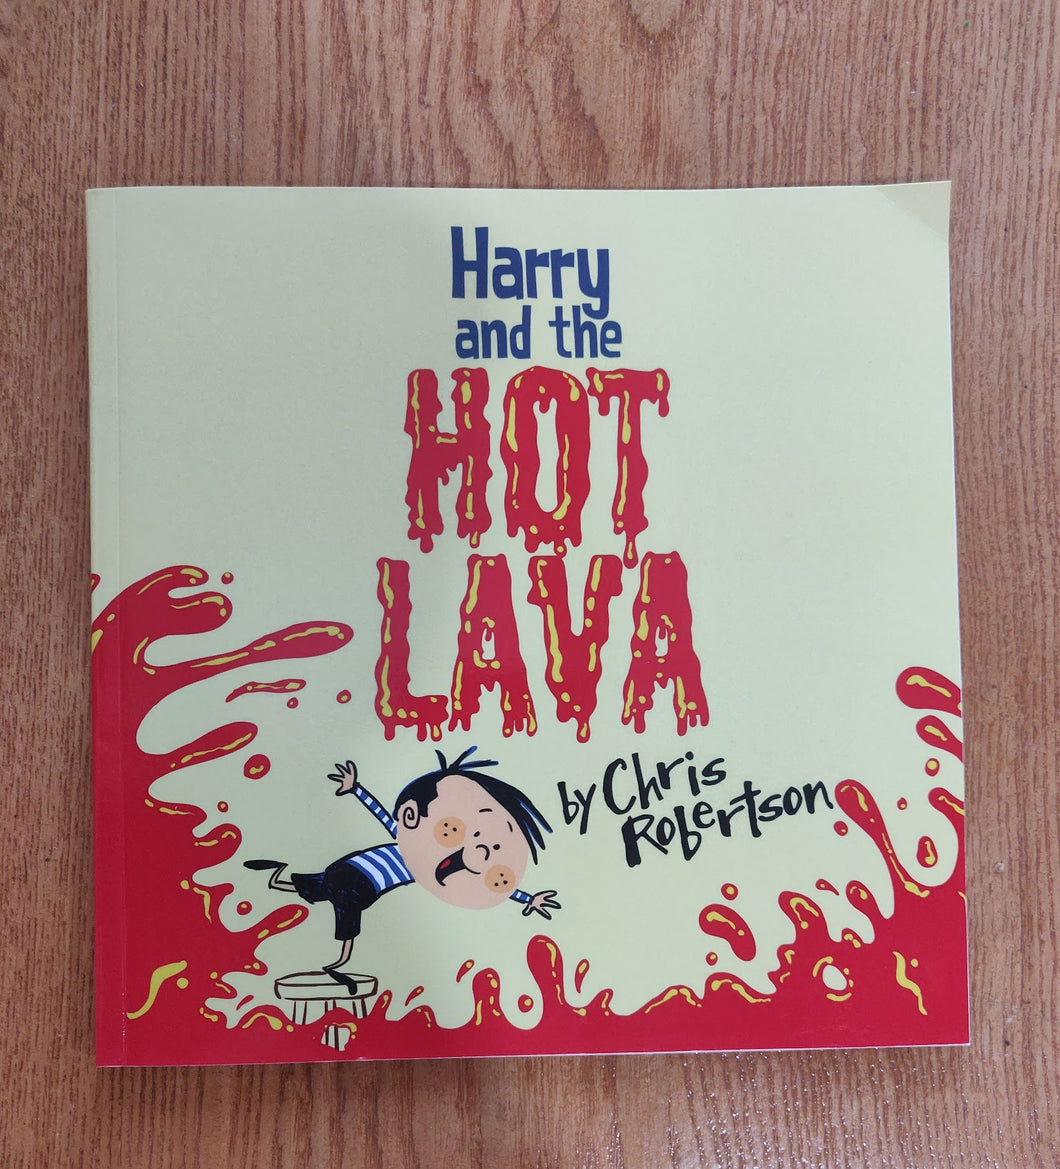 Harry
and the
HOT
LAVA
by Chris
Robertson